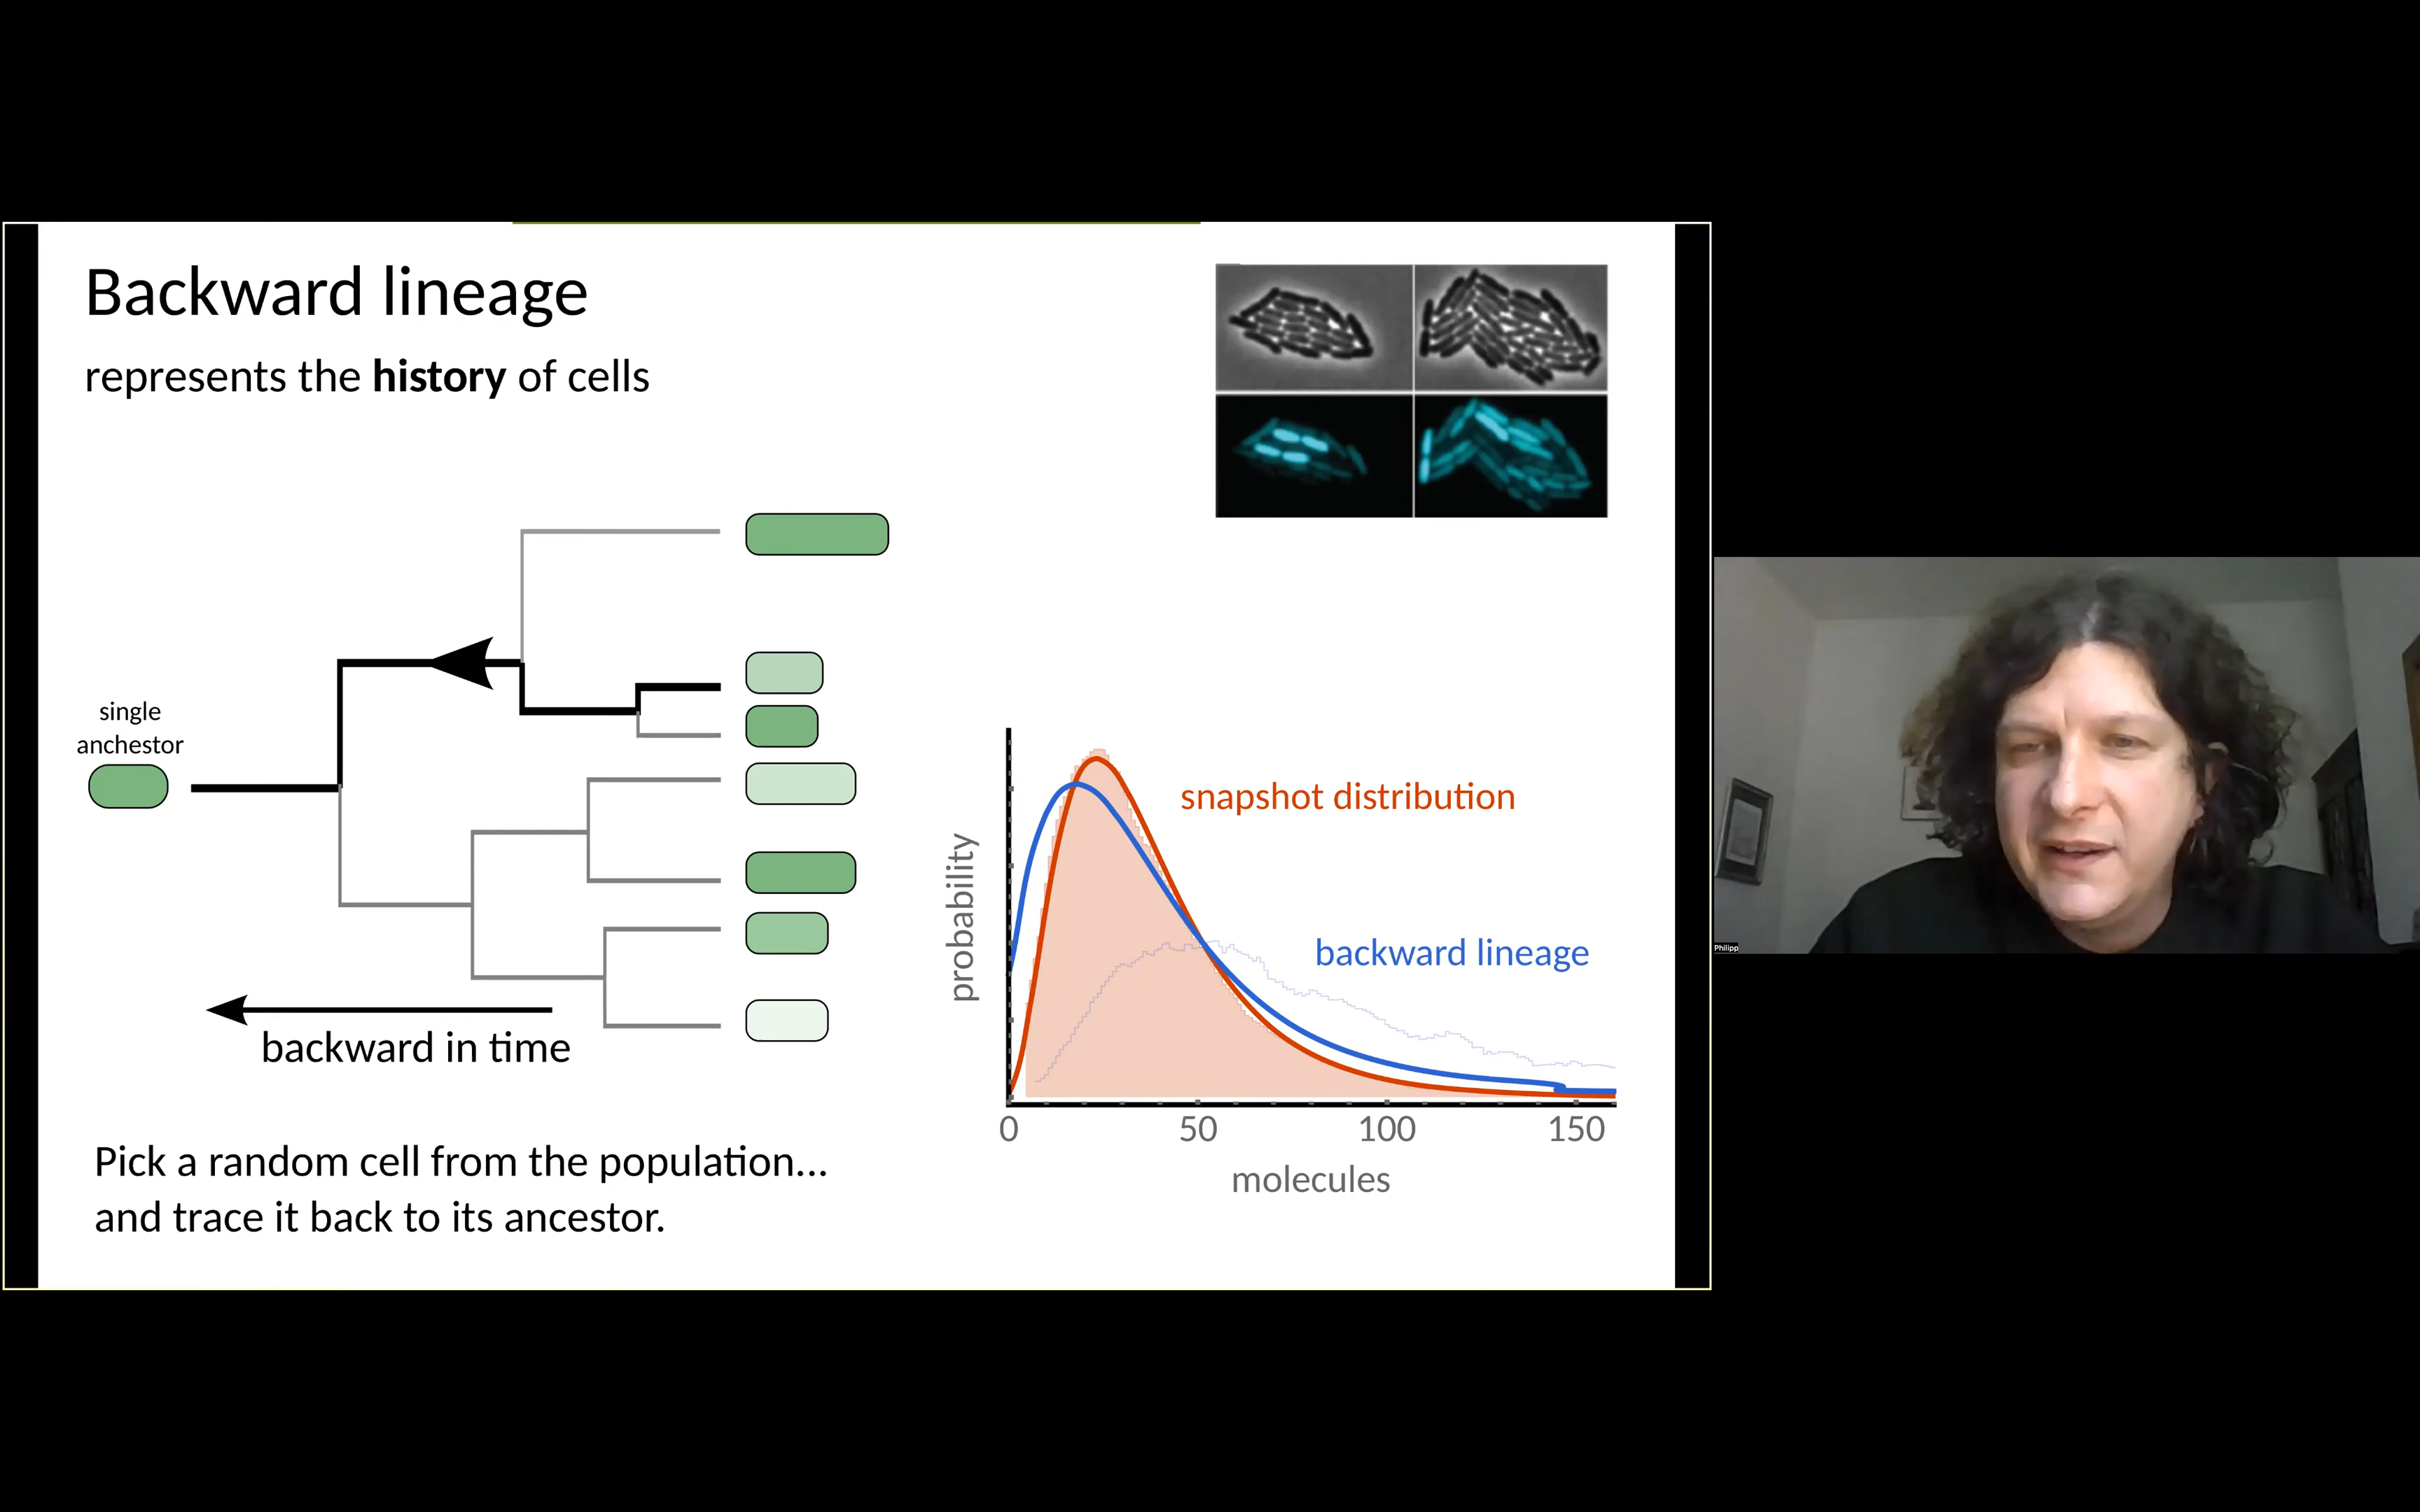 Backward lineage
represents the history of cells
single
anchestor
backward in time
Pick a random cell from the population...
and trace it back to its ancestor.
snapshot distribution
backward lineage
probability
0 50 100 150
molecules
Philipp